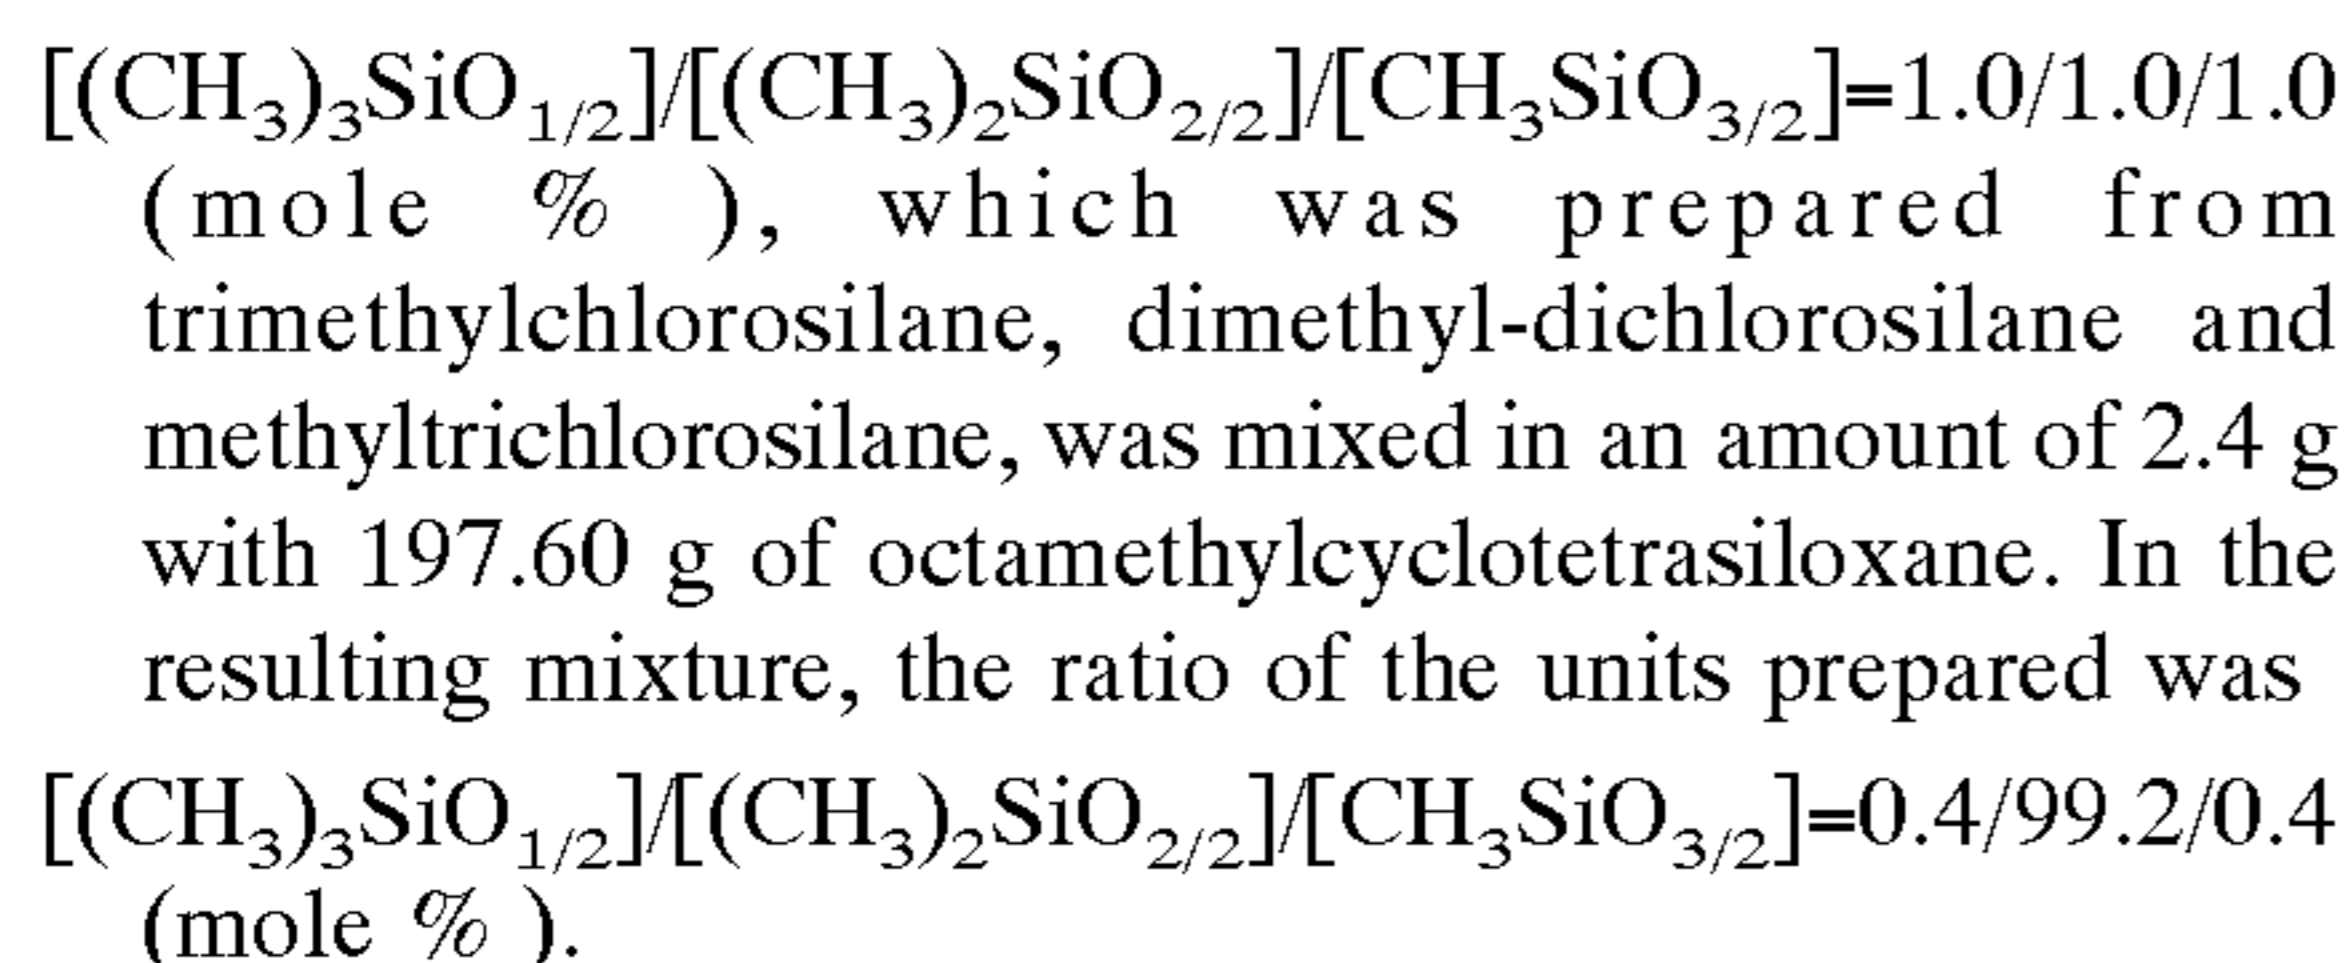 [(CH₃)₃SiO₁/₂]/[(CH₃)₂SiO₂/₂]/[CH₃SiO₃/₂]=1.0/1.0/1.0
(mole % ), which was prepared from
trimethylchlorosilane, dimethyl-dichlorosilane and
methyltrichlorosilane, was mixed in an amount of 2.4 g
with 197.60 g of octamethylcyclotetrasiloxane. In the
resulting mixture, the ratio of the units prepared was
[(CH₃)₃SiO₁/₂]/[(CH₃)₂SiO₂/₂]/[CH₃SiO₃/₂]=0.4/99.2/0.4
(mole % ).